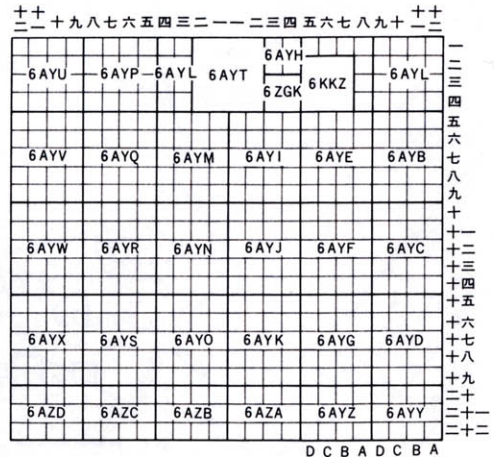 十二 十一 十 九 八 七 六 五 四 三 二 一 一 二 三 四 五 六 七 八 九 十 十一 十二
6AYH
6AYU 6AYP 6AYL 6AYT 6KKZ 6AYL
6ZGK
6AYV 6AYQ 6AYM 6AYI 6AYE 6AYB
6AYW 6AYR 6AYN 6AYJ 6AYF 6AYC
6AYX 6AYS 6AYO 6AYK 6AYG 6AYD
6AZD 6AZC 6AZB 6AZA 6AYZ 6AYY
D C B A D C B A
一
二
三
四
五
六
七
八
九
十
十一
十二
十三
十四
十五
十六
十七
十八
十九
二十
二十一
二十二